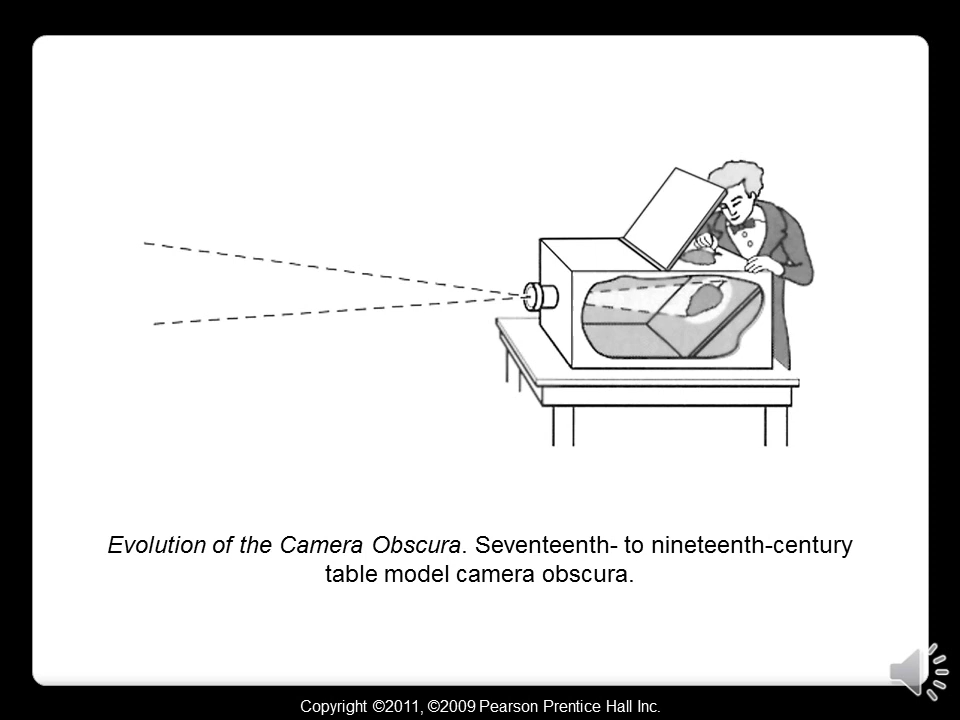 Evolution of the Camera Obscura. Seventeenth- to nineteenth-century
table model camera obscura.
Copyright ©2011, ©2009 Pearson Prentice Hall Inc.